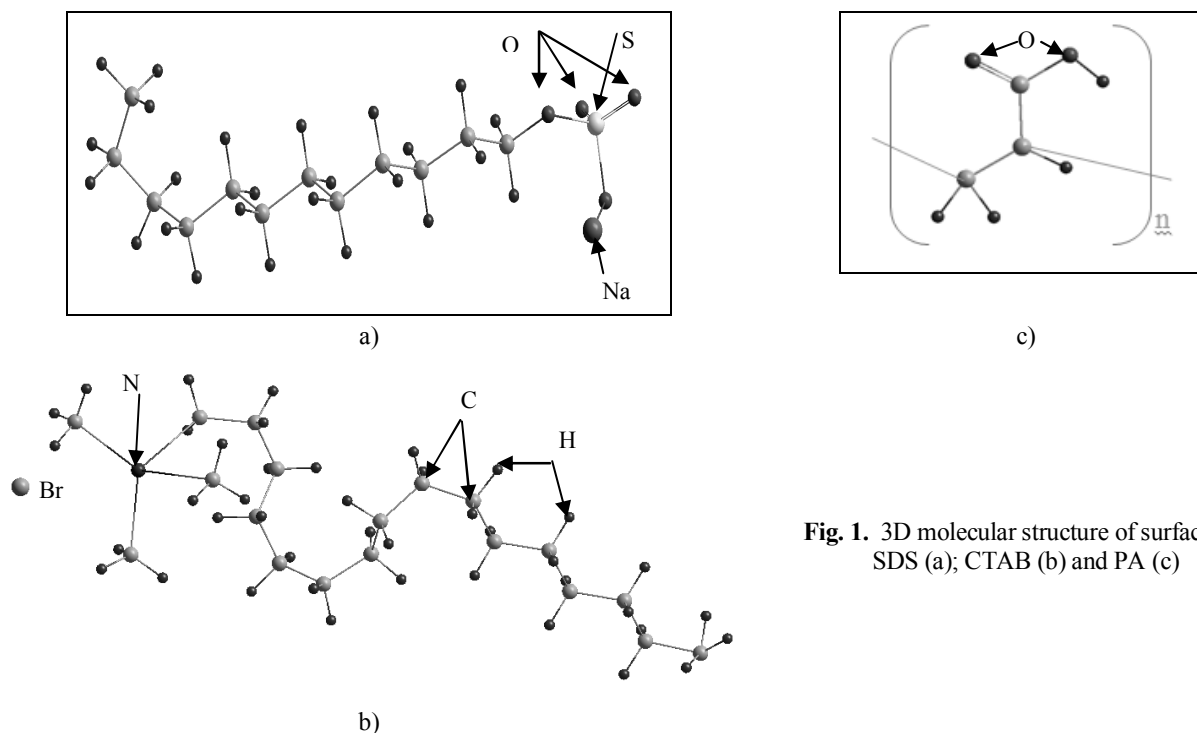 O
S
Na
a)
O
n
c)
N
Br
C
H
b)
Fig. 1. 3D molecular structure of surfac
SDS (a); CTAB (b) and PA (c)